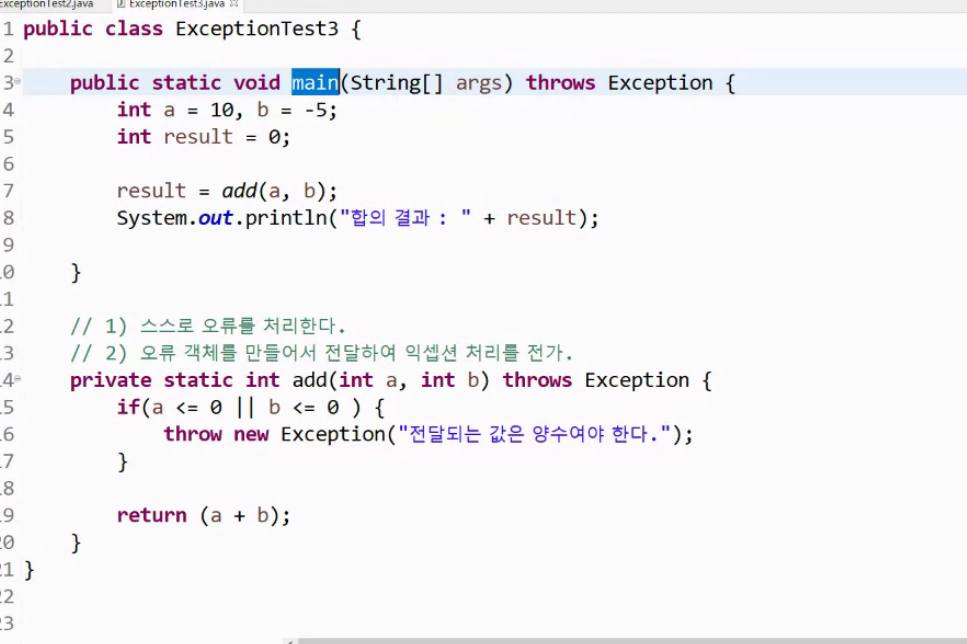 ExceptionTest2.java ExceptionTest3.java
1 public class ExceptionTest3 {
2
3 public static void main(String[] args) throws Exception {
4 int a = 10, b = -5;
5 int result = 0;
6
7 result = add(a, b);
8 System.out.println("합의 결과 : " + result);
9
10 }
11
12 // 1) 스스로 오류를 처리한다.
13 // 2) 오류 객체를 만들어서 전달하여 익셉션 처리를 전가.
14 private static int add(int a, int b) throws Exception {
15 if(a <= 0 || b <= 0 ) {
16 throw new Exception("전달되는 값은 양수여야 한다.");
17 }
18
19 return (a + b);
20 }
21 }
22
23